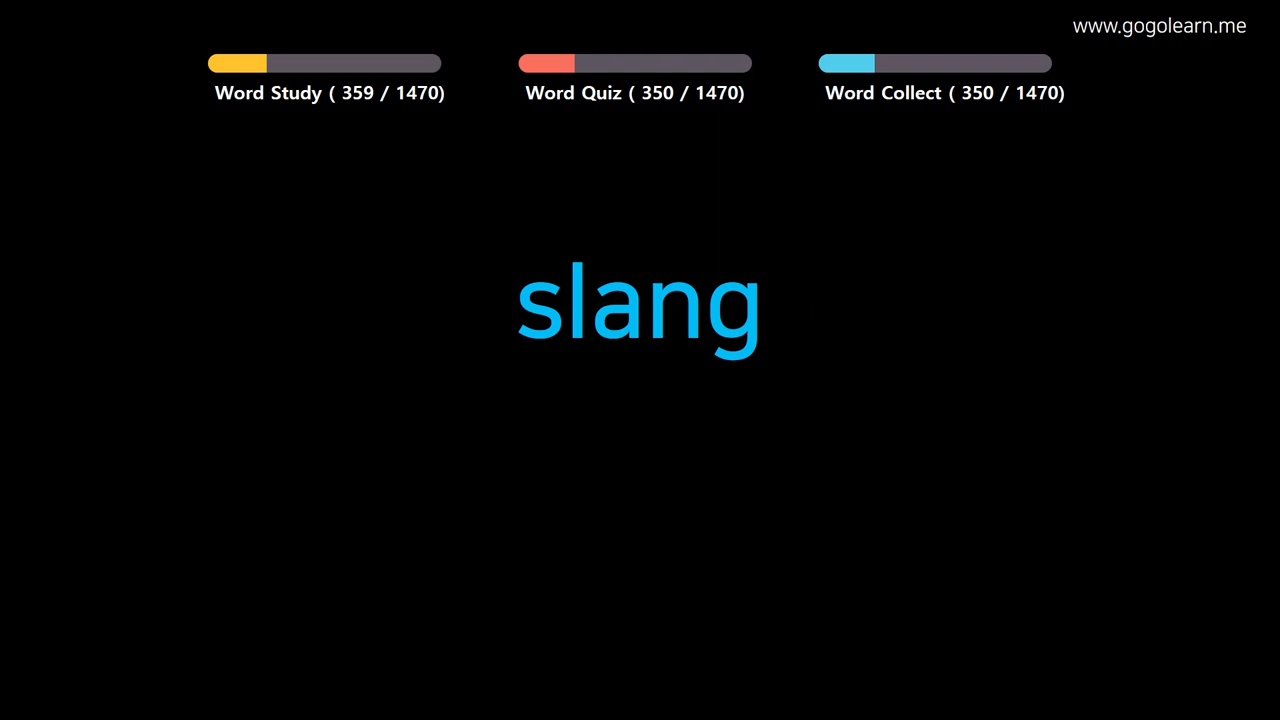 www.gogolearn.me
Word Study ( 359 / 1470)
Word Quiz ( 350 / 1470)
Word Collect ( 350 / 1470)
slang